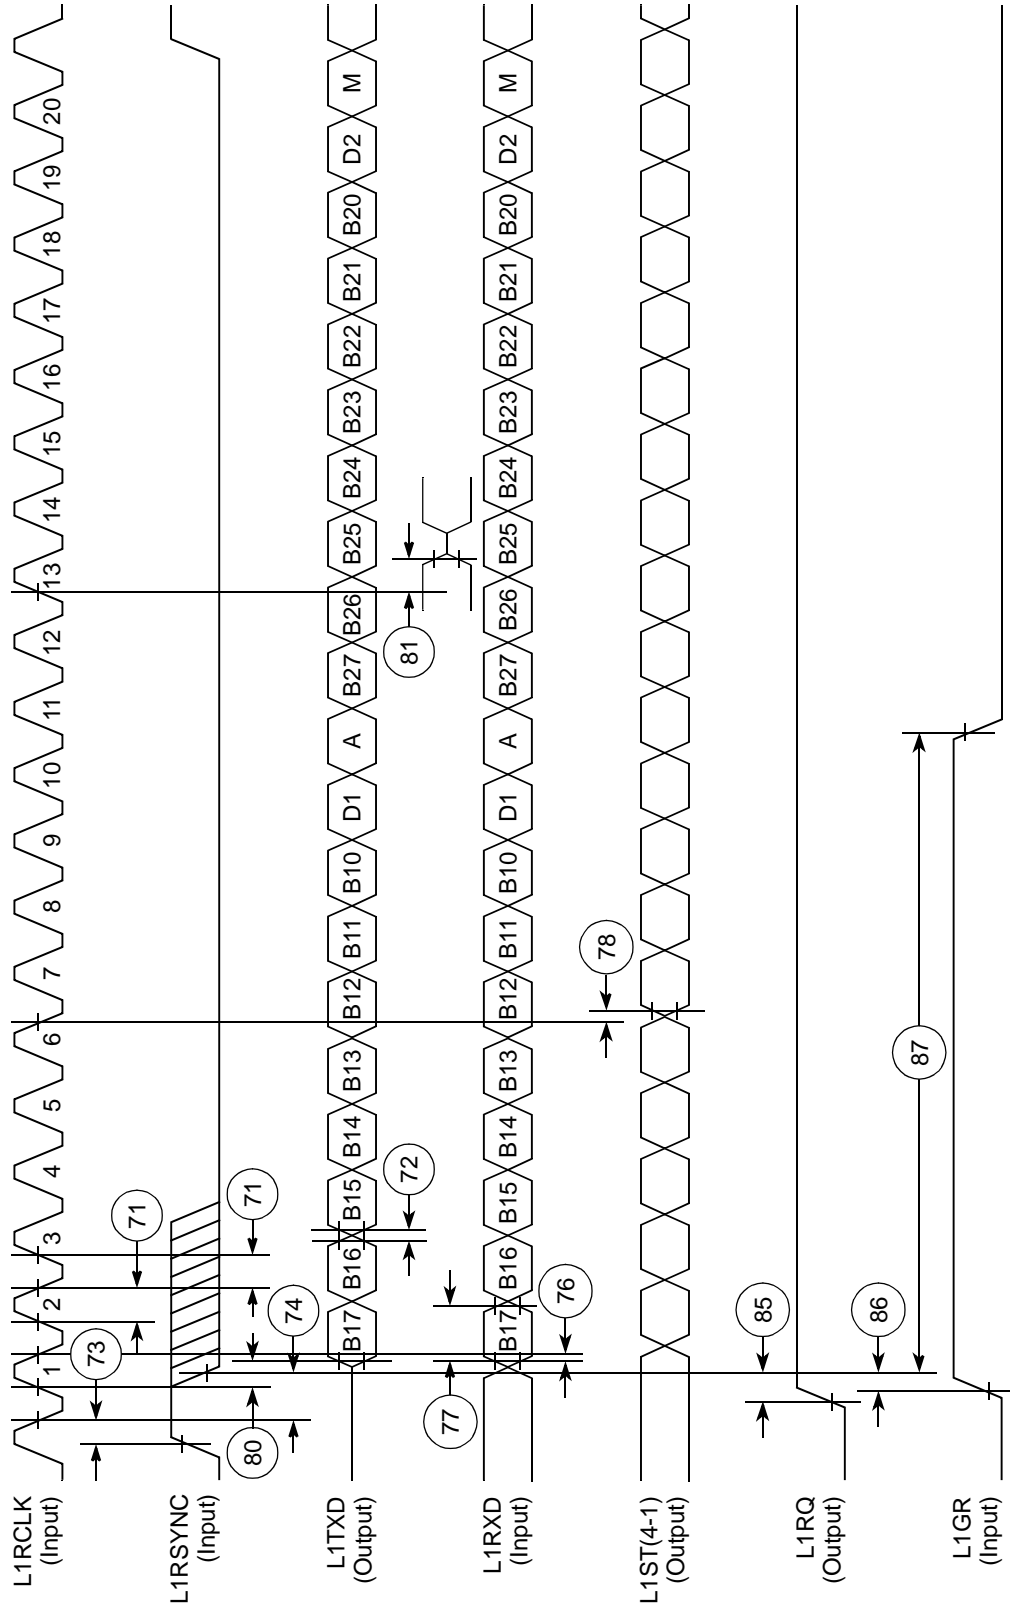 L1RCLK
(Input)
1 2 3 4 5 6 7 8 9 10 11 12 13 14 15 16 17 18 19 20
73
71
L1RSYNC
(Input)
80 71
74
L1TXD
(Output)
B17 B16 B15 B14 B13 B12 B11 B10 D1 A B27 B26 B25 B24 B23 B22 B21 B20 D2 M
72 81
77
L1RXD
(Input)
B17 B16 B15 B14 B13 B12 B11 B10 D1 A B27 B26 B25 B24 B23 B22 B21 B20 D2 M
76
78
L1ST(4-1)
(Output)
85
L1RQ
(Output)
86
87
L1GR
(Input)